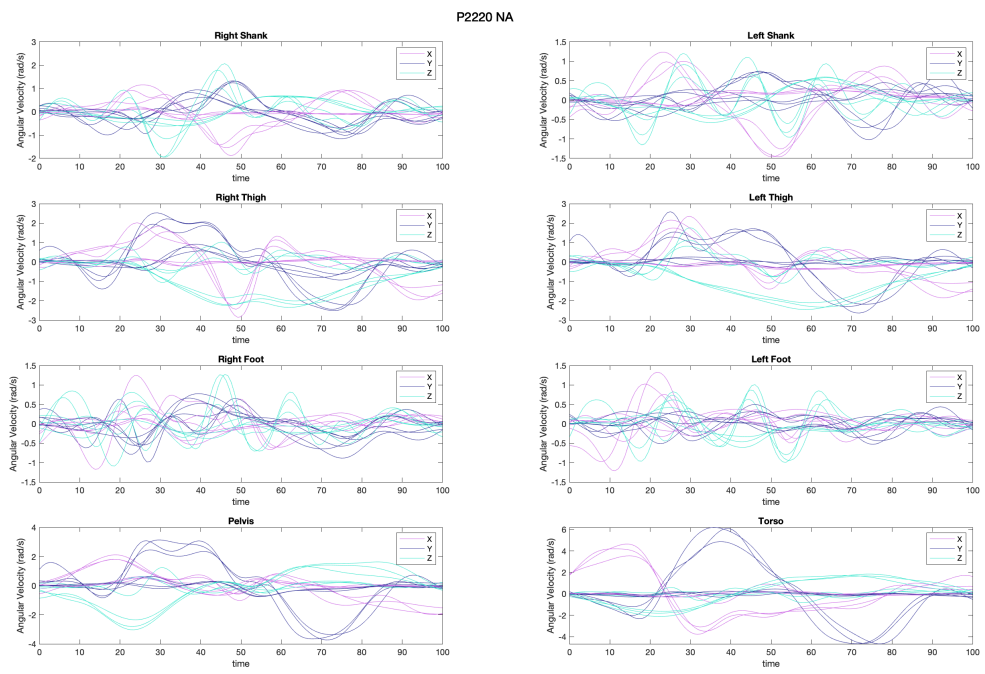 P2220 NA
Right Shank
Angular Velocity (rad/s)
3
2
1
0
-1
-2
0 10 20 30 40 50 60 70 80 90 100
time
X
Y
Z
Left Shank
Angular Velocity (rad/s)
1.5
1
0.5
0
-0.5
-1
-1.5
0 10 20 30 40 50 60 70 80 90 100
time
X
Y
Z
Right Thigh
Angular Velocity (rad/s)
3
2
1
0
-1
-2
-3
0 10 20 30 40 50 60 70 80 90 100
time
X
Y
Z
Left Thigh
Angular Velocity (rad/s)
3
2
1
0
-1
-2
-3
0 10 20 30 40 50 60 70 80 90 100
time
X
Y
Z
Right Foot
Angular Velocity (rad/s)
1.5
1
0.5
0
-0.5
-1
-1.5
0 10 20 30 40 50 60 70 80 90 100
time
X
Y
Z
Left Foot
Angular Velocity (rad/s)
1.5
1
0.5
0
-0.5
-1
-1.5
0 10 20 30 40 50 60 70 80 90 100
time
X
Y
Z
Pelvis
Angular Velocity (rad/s)
4
2
0
-2
-4
0 10 20 30 40 50 60 70 80 90 100
time
X
Y
Z
Torso
Angular Velocity (rad/s)
6
4
2
0
-2
-4
0 10 20 30 40 50 60 70 80 90 100
time
X
Y
Z